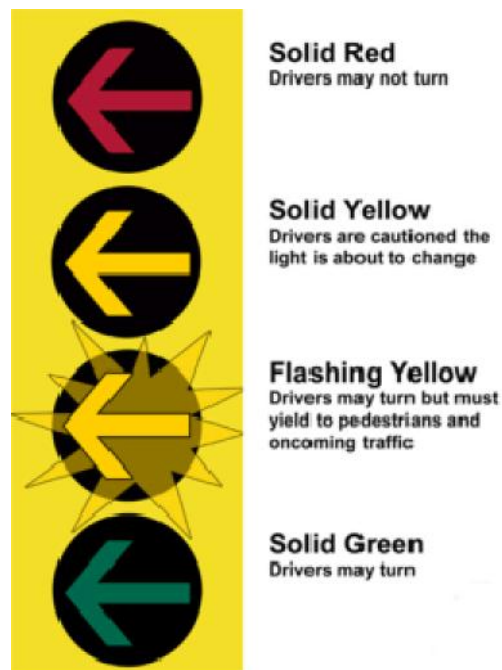 Solid Red
Drivers may not turn
Solid Yellow
Drivers are cautioned the
light is about to change
Flashing Yellow
Drivers may turn but must
yield to pedestrians and
oncoming traffic
Solid Green
Drivers may turn